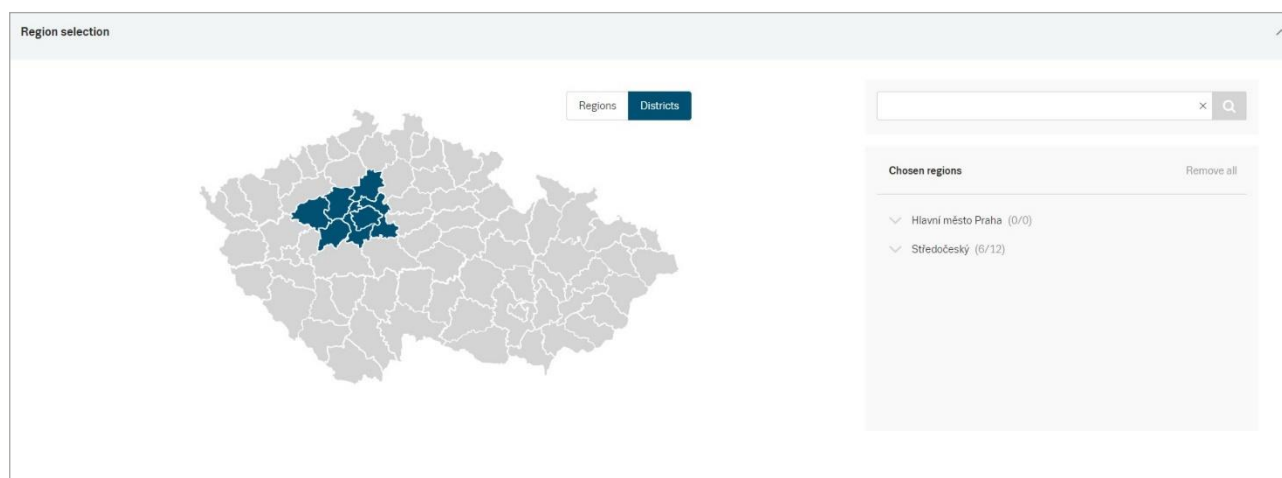 Region selection
Regions Districts
Chosen regions Remove all
Hlavní město Praha (0/0)
Středočeský (6/12)